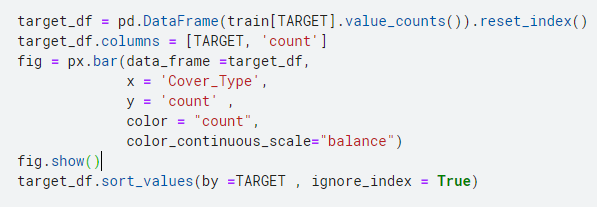 target_df = pd.DataFrame(train[TARGET].value_counts()).reset_index()
target_df.columns = [TARGET, 'count']
fig = px.bar(data_frame =target_df,
             x = 'Cover_Type',
             y = 'count' ,
             color = "count",
             color_continuous_scale="balance")
fig.show()
target_df.sort_values(by =TARGET , ignore_index = True)